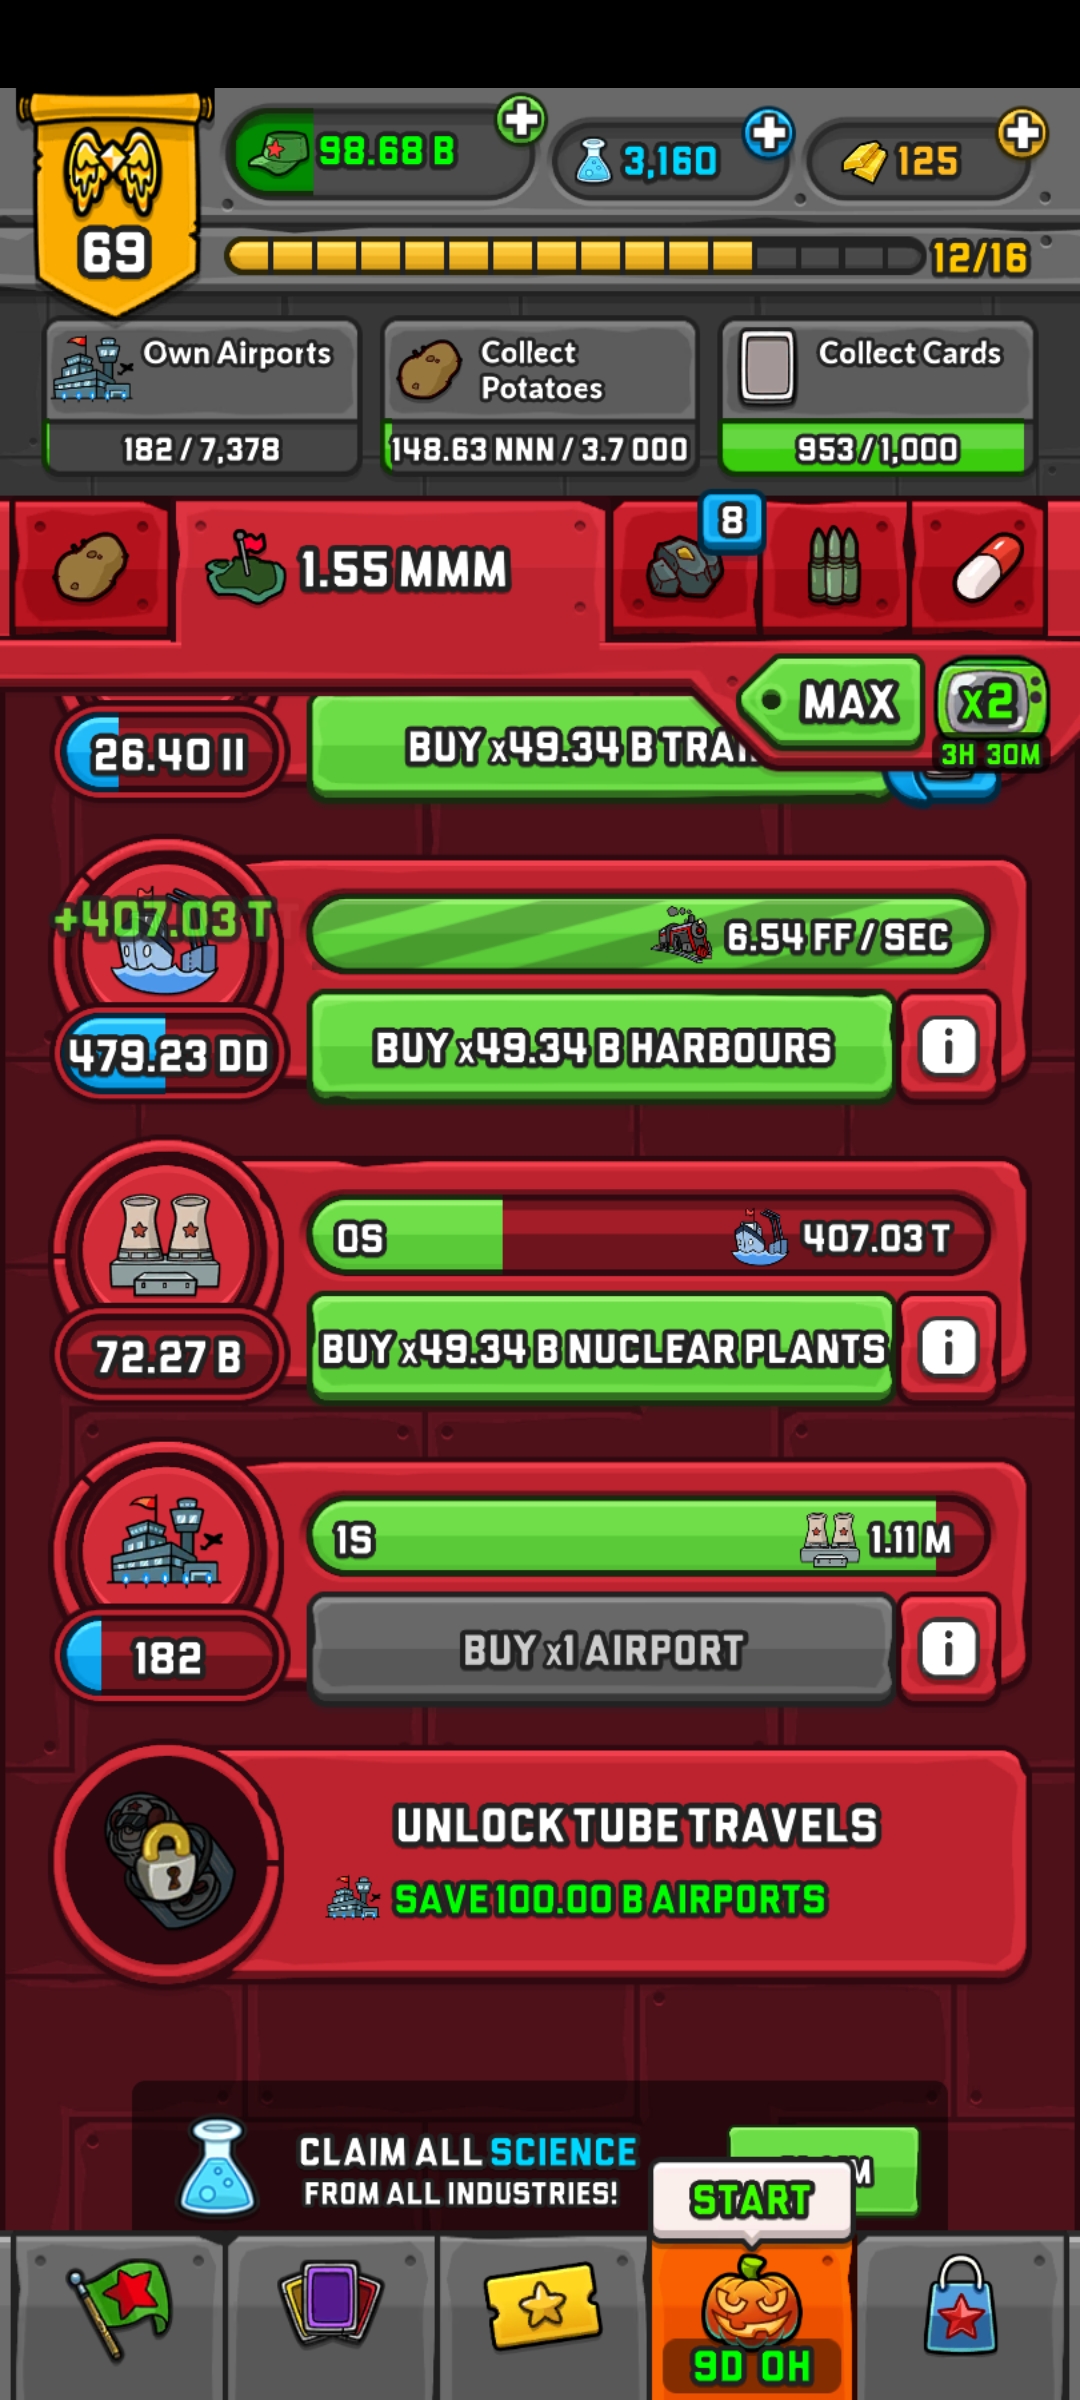 98.68 B
3,160
125
69
12/16
Own Airports
182 / 7,378
Collect
Potatoes
148.63 NNN / 3.7 OOO
Collect Cards
953 / 1,000
1.55 MMM
8
MAX
x2
3H 30M
26.40 II
BUY x49.34 B
+407.03 T
6.54 FF / SEC
479.23 DD
BUY x49.34 B HARBOURS
0S
407.03 T
72.27 B
BUY x49.34 B NUCLEAR PLANTS
1S
1.11 M
182
BUY x1 AIRPORT
UNLOCK TUBE TRAVELS
SAVE 100.00 B AIRPORTS
CLAIM ALL SCIENCE
FROM ALL INDUSTRIES!
START
9D 0H